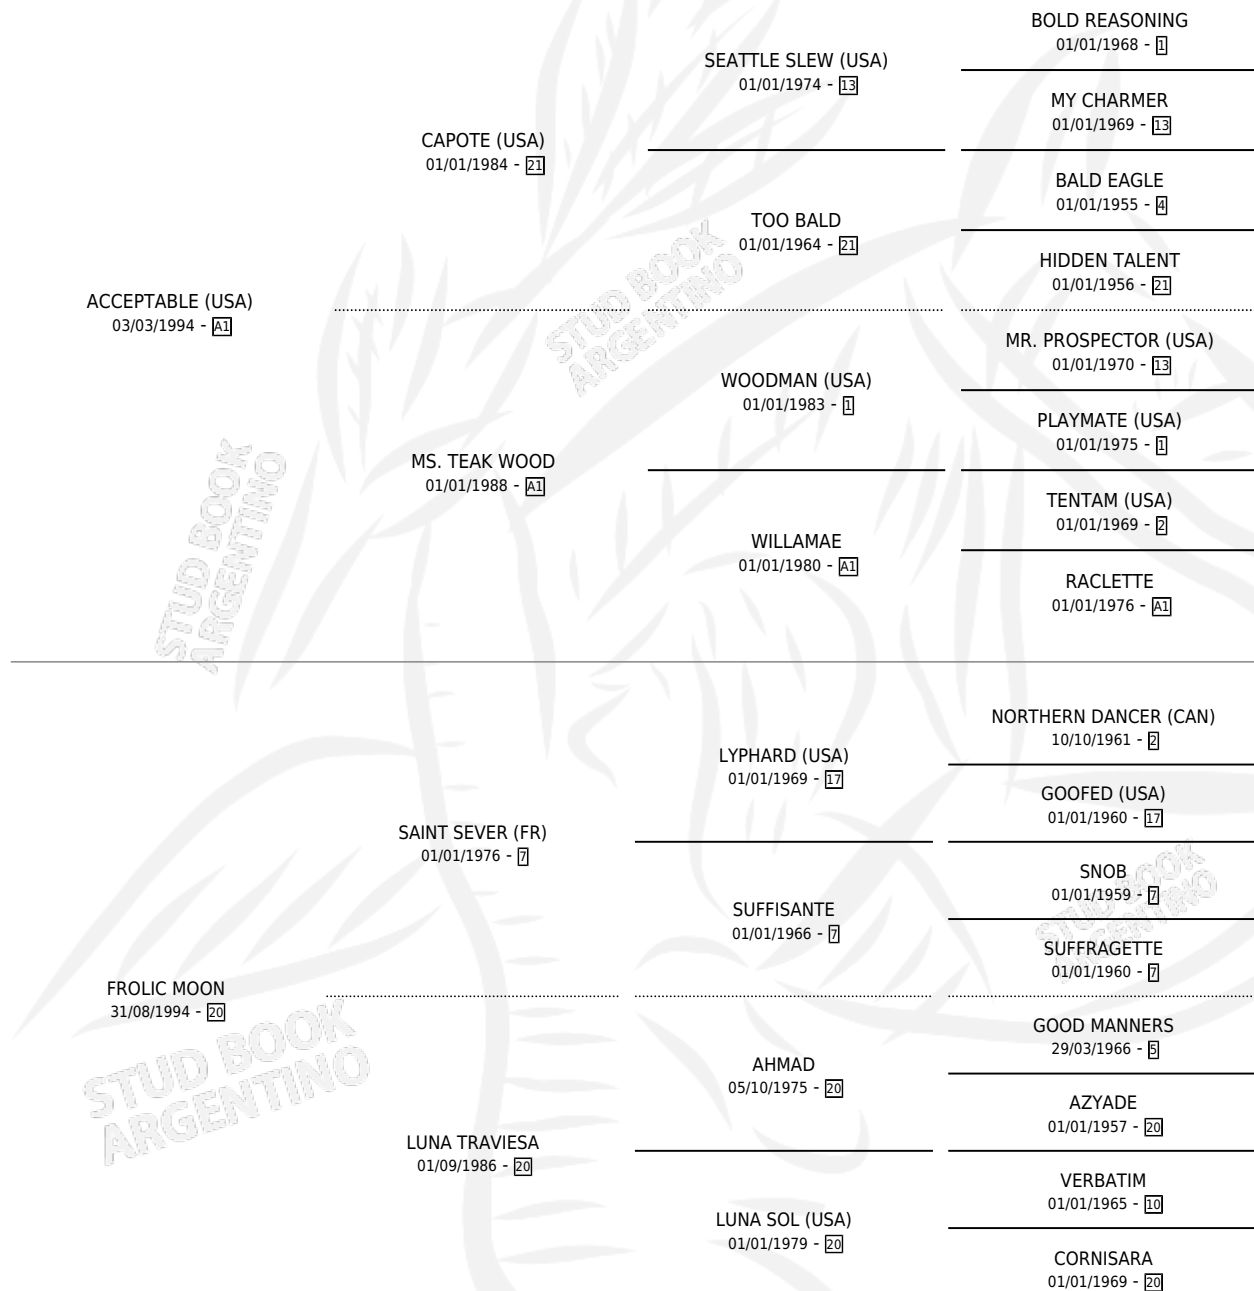 BOLD REASONING
01/01/1968 - 1
SEATTLE SLEW (USA)
01/01/1974 - 13
MY CHARMER
01/01/1969 - 13
CAPOTE (USA)
01/01/1984 - 21
BALD EAGLE
01/01/1955 - 4
TOO BALD
01/01/1964 - 21
HIDDEN TALENT
01/01/1956 - 21
ACCEPTABLE (USA)
03/03/1994 - A1
MR. PROSPECTOR (USA)
01/01/1970 - 13
WOODMAN (USA)
01/01/1983 - 1
PLAYMATE (USA)
01/01/1975 - 1
MS. TEAK WOOD
01/01/1988 - A1
TENTAM (USA)
01/01/1969 - 2
WILLAMAE
01/01/1980 - A1
RACLETTE
01/01/1976 - A1
NORTHERN DANCER (CAN)
10/10/1961 - 2
LYPHARD (USA)
01/01/1969 - 17
GOOFED (USA)
01/01/1960 - 17
SAINT SEVER (FR)
01/01/1976 - 7
SNOB
01/01/1959 - 7
SUFFISANTE
01/01/1966 - 7
SUFFRAGETTE
01/01/1960 - 7
FROLIC MOON
31/08/1994 - 20
GOOD MANNERS
29/03/1966 - 5
AHMAD
05/10/1975 - 20
AZYADE
01/01/1957 - 20
LUNA TRAVIESA
01/09/1986 - 20
VERBATIM
01/01/1965 - 10
LUNA SOL (USA)
01/01/1979 - 20
CORNISARA
01/01/1969 - 20
STUD BOOK
ARGENTINO
STUD BOOK
ARGENTINO
STUD BOOK
ARGENTINO
STUD BOOK
ARGENTINO